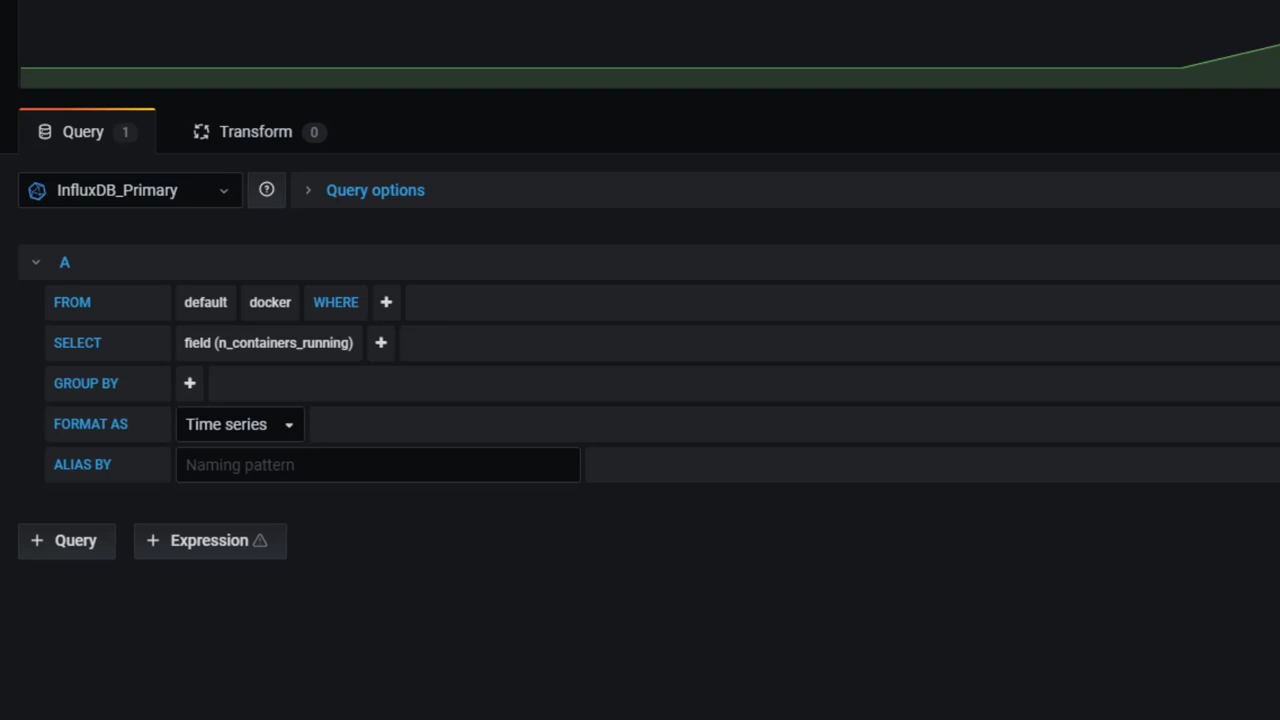 Query 1 Transform 0
InfluxDB_Primary Query options
A
FROM default docker WHERE +
SELECT field (n_containers_running) +
GROUP BY +
FORMAT AS Time series
ALIAS BY Naming pattern
+ Query + Expression